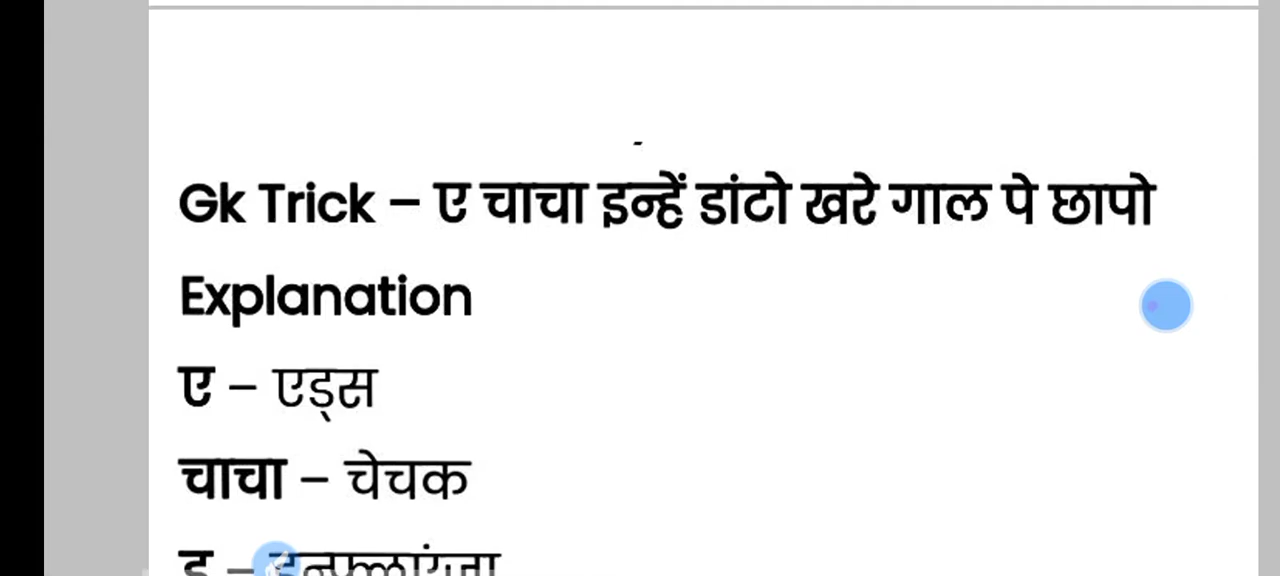 Gk Trick – ए चाचा इन्हें डांटो खरे गाल पे छापो
Explanation
ए – एड्स
चाचा – चेचक